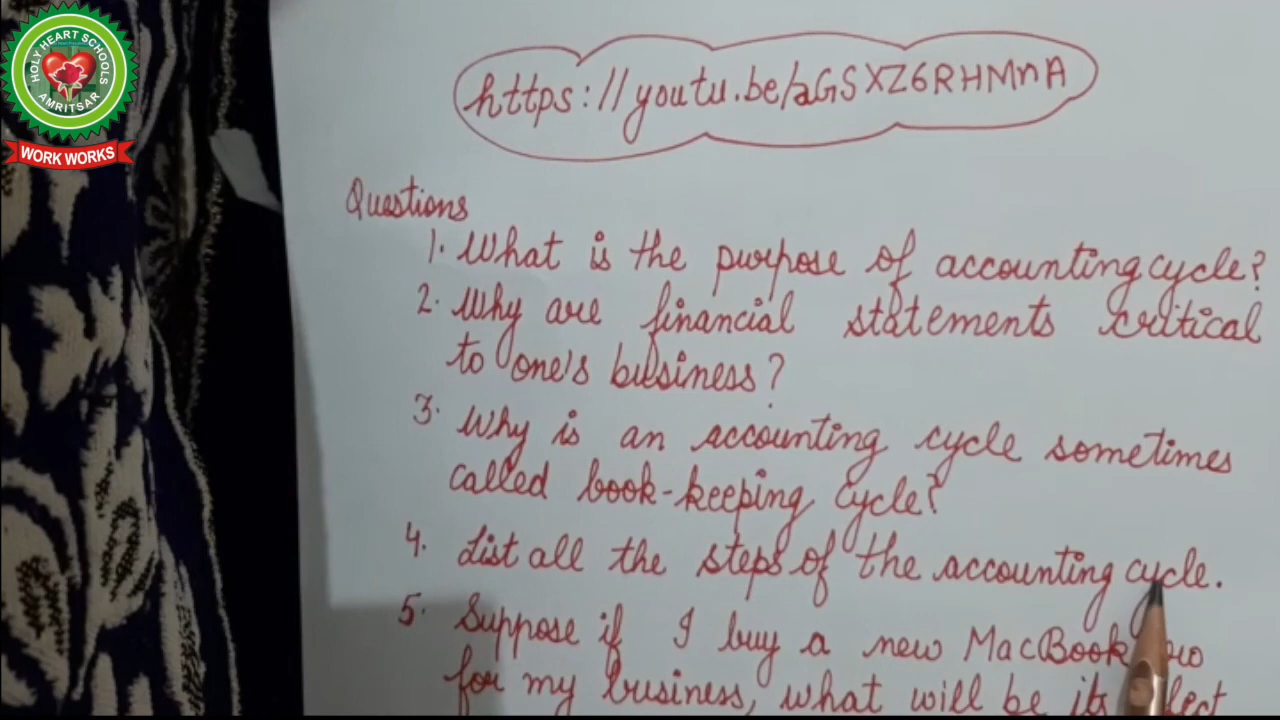 HOLY HEART SCHOOLS
AMRITSAR
WORK WORKS
https://youtu.be/aGSXZ6RHMnA
Questions
1. What is the purpose of accounting cycle?
2. Why are financial statements critical
to one's business?
3. Why is an accounting cycle sometimes
called book-keeping cycle?
4. List all the steps of the accounting cycle.
5. Suppose if I buy a new MacBook
for my business, what will be its